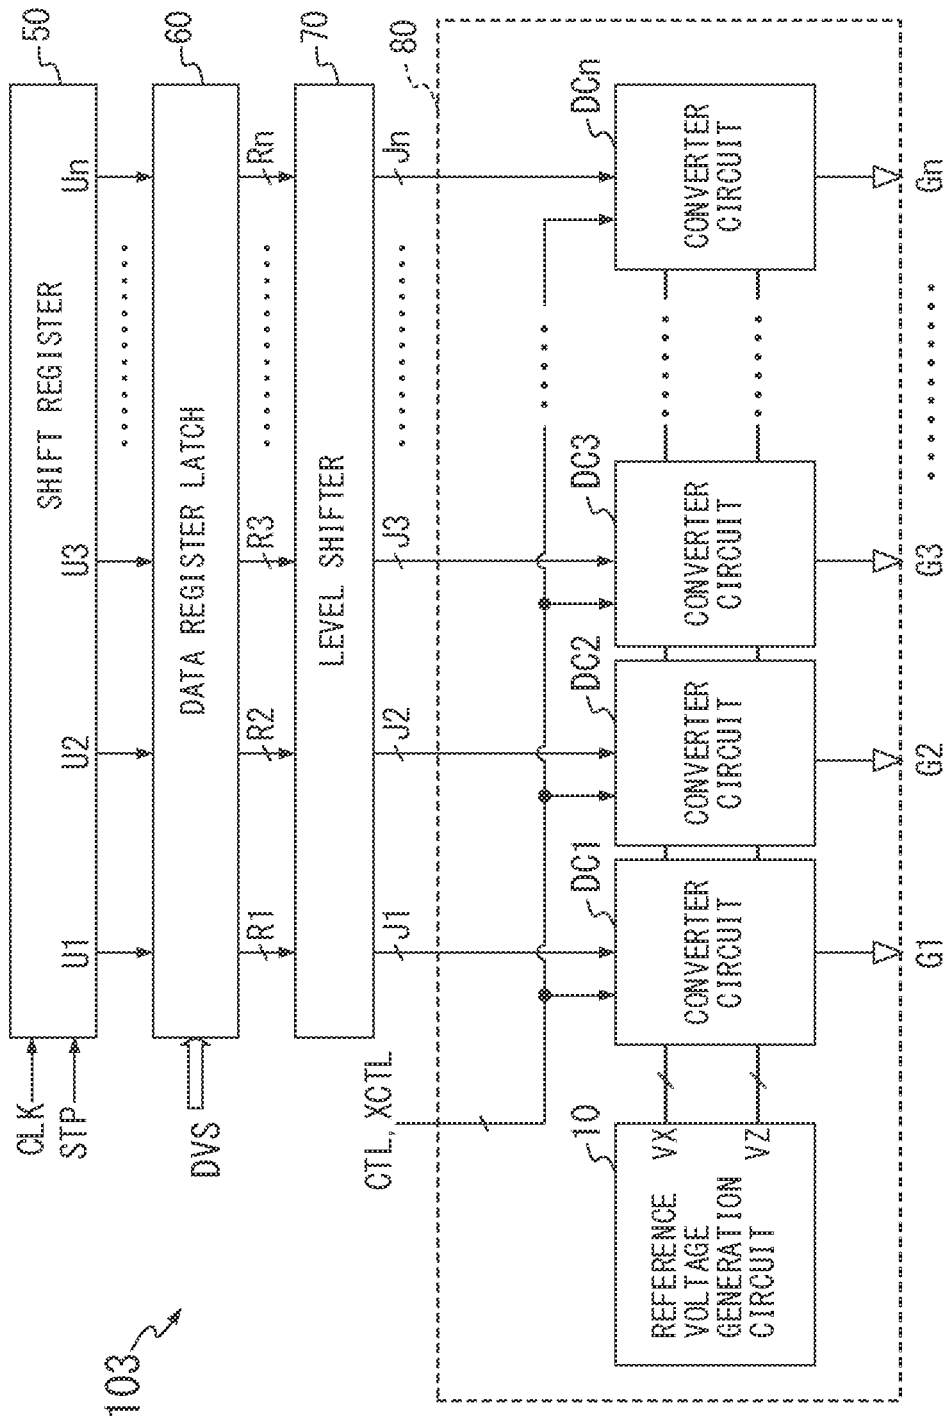 103
CLK
STP
SHIFT REGISTER
50
U1
U2
U3
Un
DVS
DATA REGISTER LATCH
60
R1
R2
R3
Rn
LEVEL SHIFTER
70
J1
J2
J3
Jn
CTL, XCTL
80
10
REFERENCE
VOLTAGE
GENERATION
CIRCUIT
VX
VZ
DC1
CONVERTER
CIRCUIT
DC2
CONVERTER
CIRCUIT
DC3
CONVERTER
CIRCUIT
DCn
CONVERTER
CIRCUIT
G1
G2
G3
Gn